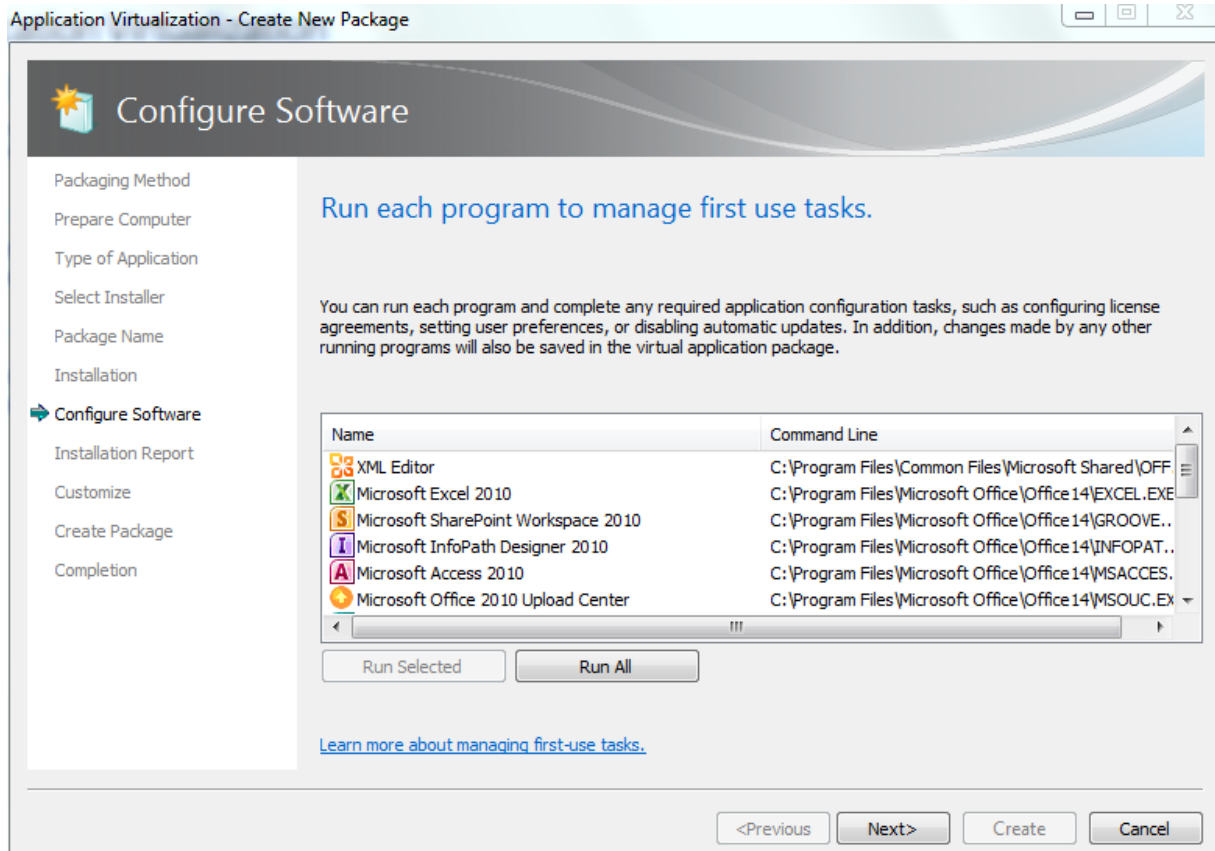 Application Virtualization - Create New Package
Configure Software
Packaging Method
Prepare Computer
Type of Application
Select Installer
Package Name
Installation
Configure Software
Installation Report
Customize
Create Package
Completion
Run each program to manage first use tasks.
You can run each program and complete any required application configuration tasks, such as configuring license
agreements, setting user preferences, or disabling automatic updates. In addition, changes made by any other
running programs will also be saved in the virtual application package.
Name Command Line
XML Editor C:\Program Files\Common Files\Microsoft Shared\OFF
Microsoft Excel 2010 C:\Program Files\Microsoft Office\Office14\EXCEL.EXE
Microsoft SharePoint Workspace 2010 C:\Program Files\Microsoft Office\Office14\GROOVE..
Microsoft InfoPath Designer 2010 C:\Program Files\Microsoft Office\Office14\INFOPAT..
Microsoft Access 2010 C:\Program Files\Microsoft Office\Office14\MSACCES.
Microsoft Office 2010 Upload Center C:\Program Files\Microsoft Office\Office14\MSOUC.EX
Run Selected Run All
Learn more about managing first-use tasks.
<Previous Next> Create Cancel